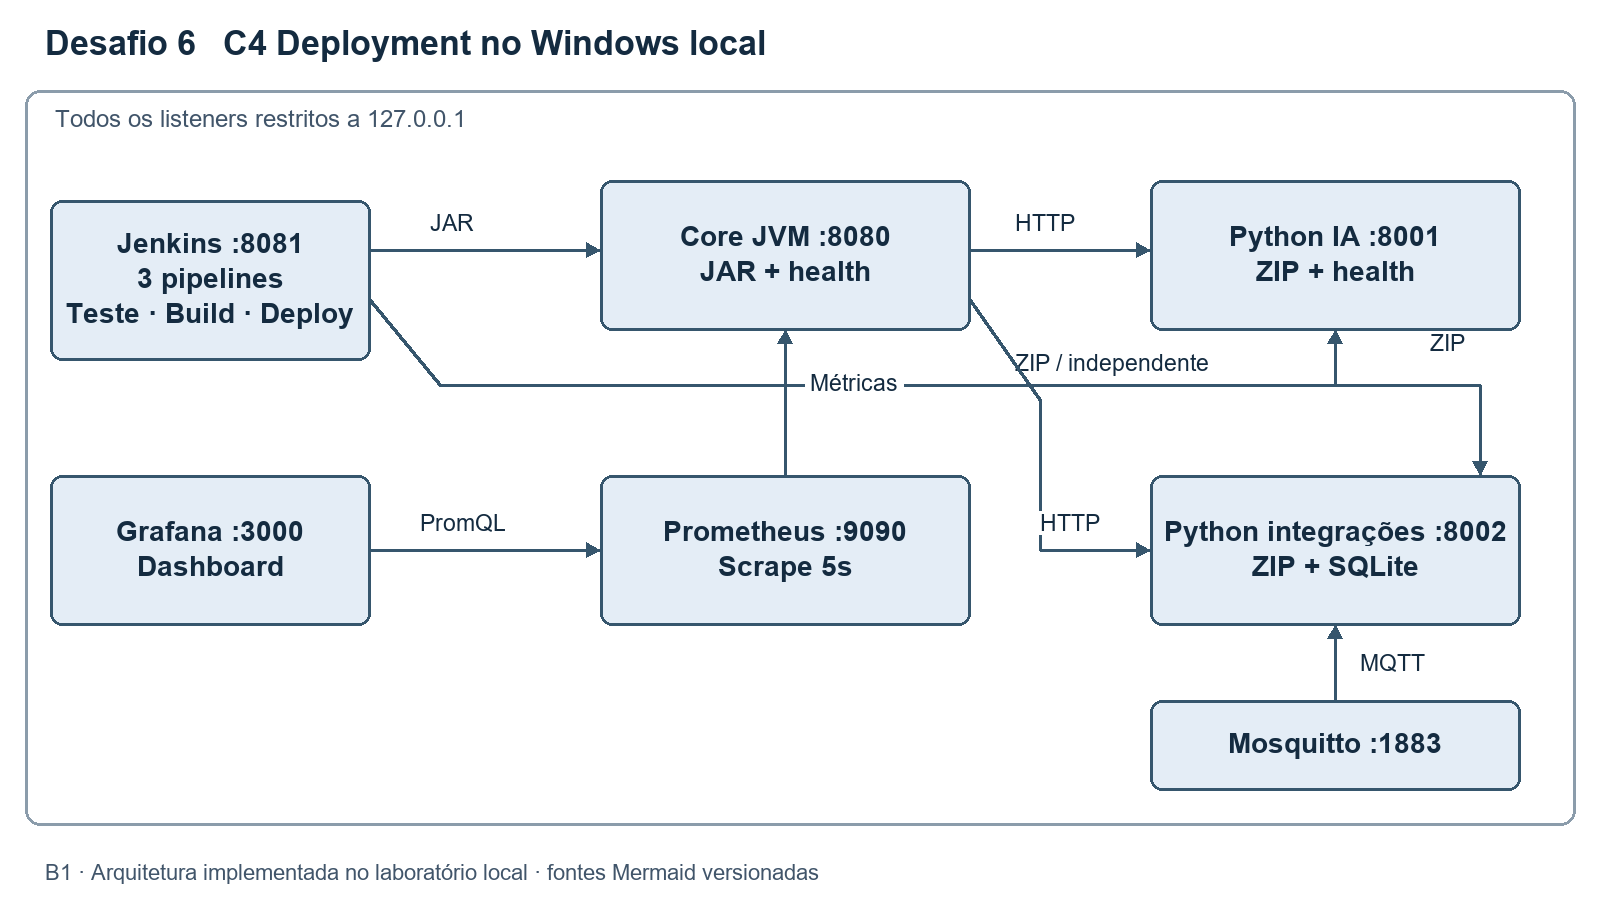 Desafio 6 C4 Deployment no Windows local
Todos os listeners restritos a 127.0.0.1
Jenkins :8081
3 pipelines
Teste · Build · Deploy
JAR
Core JVM :8080
JAR + health
HTTP
Python IA :8001
ZIP + health
ZIP
ZIP / independente
Métricas
Grafana :3000
Dashboard
PromQL
Prometheus :9090
Scrape 5s
HTTP
Python integrações :8002
ZIP + SQLite
MQTT
Mosquitto :1883
B1 · Arquitetura implementada no laboratório local · fontes Mermaid versionadas